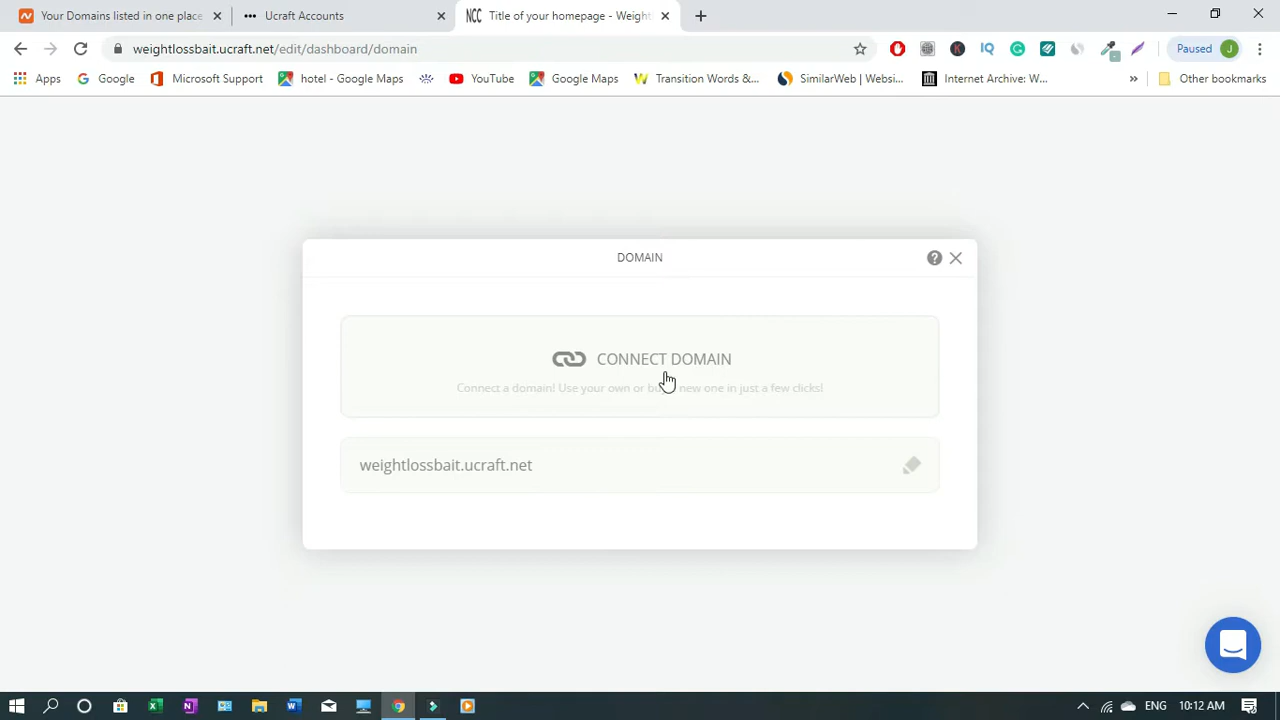 Your Domains listed in one place
Ucraft Accounts
NCC Title of your homepage - Weight
weightlossbait.ucraft.net/edit/dashboard/domain
K
IQ
Paused J
Apps
Google
Microsoft Support
hotel - Google Maps
YouTube
Google Maps
Transition Words &...
SimilarWeb | Websi...
Internet Archive: W...
»
Other bookmarks
DOMAIN
CONNECT DOMAIN
Connect a domain! Use your own or new one in just a few clicks!
weightlossbait.ucraft.net
ENG
10:12 AM